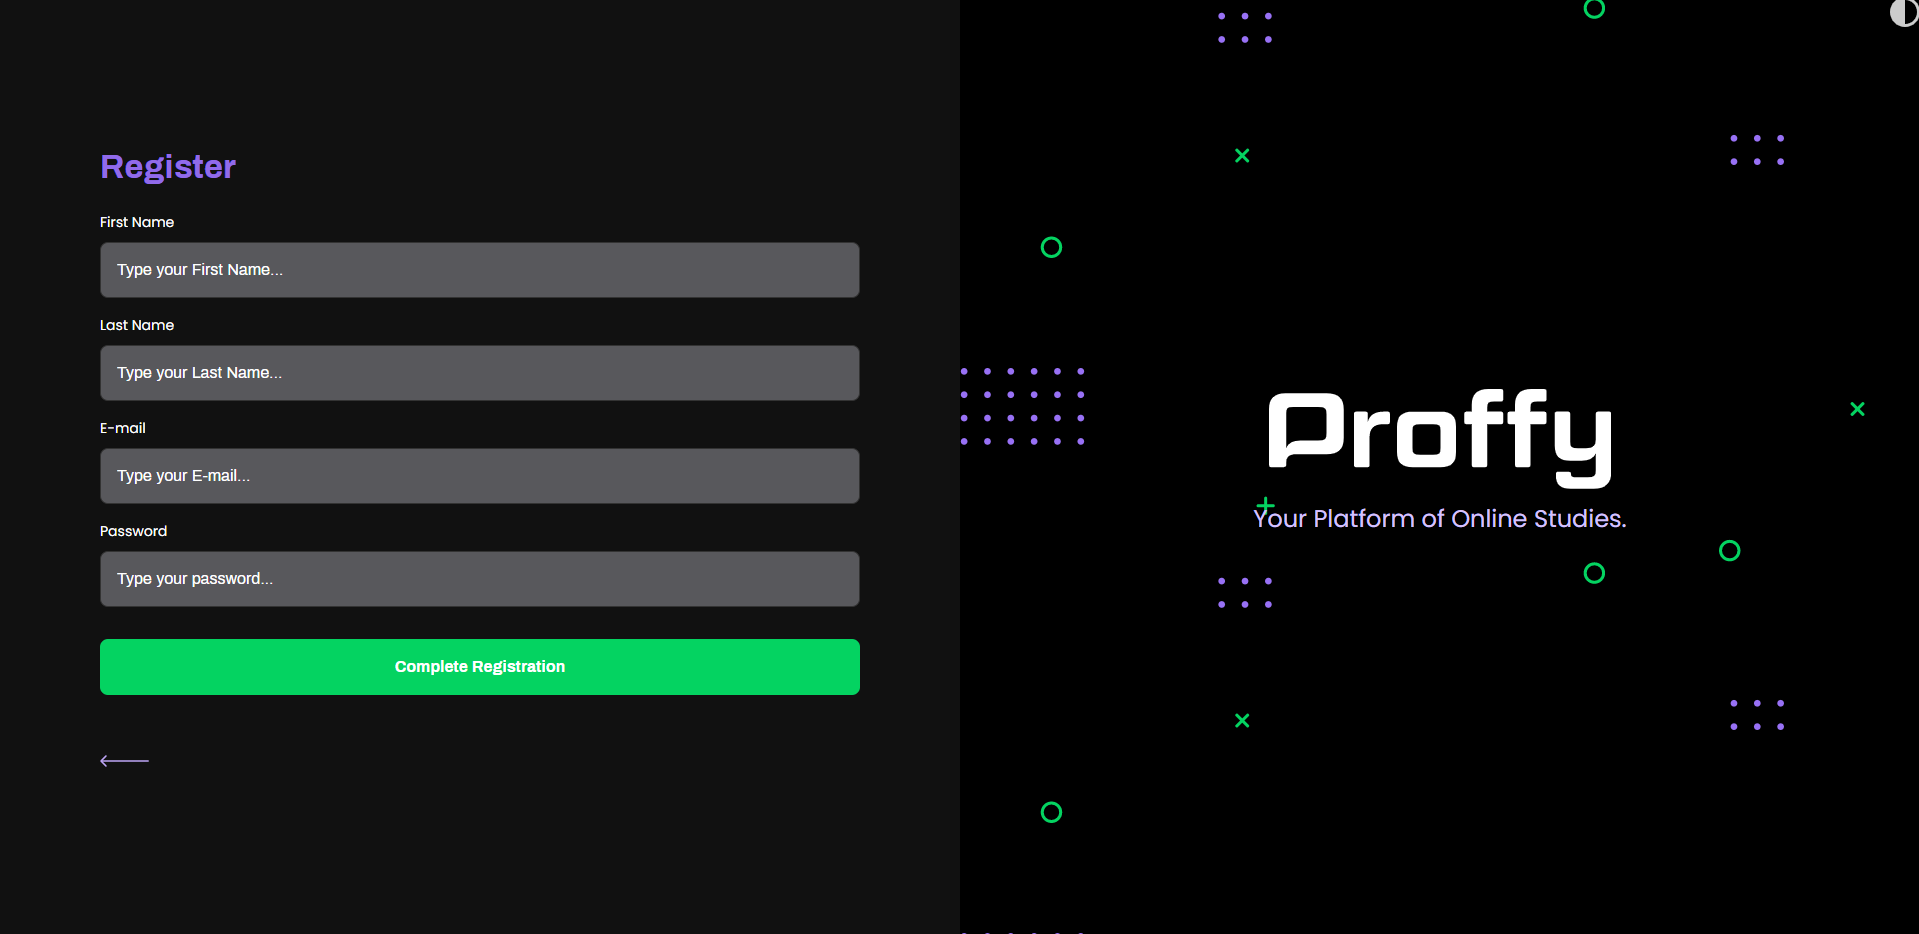 Register
First Name
Type your First Name...
Last Name
Type your Last Name...
E-mail
Type your E-mail...
Password
Type your password...
Complete Registration
Proffy
Your Platform of Online Studies.